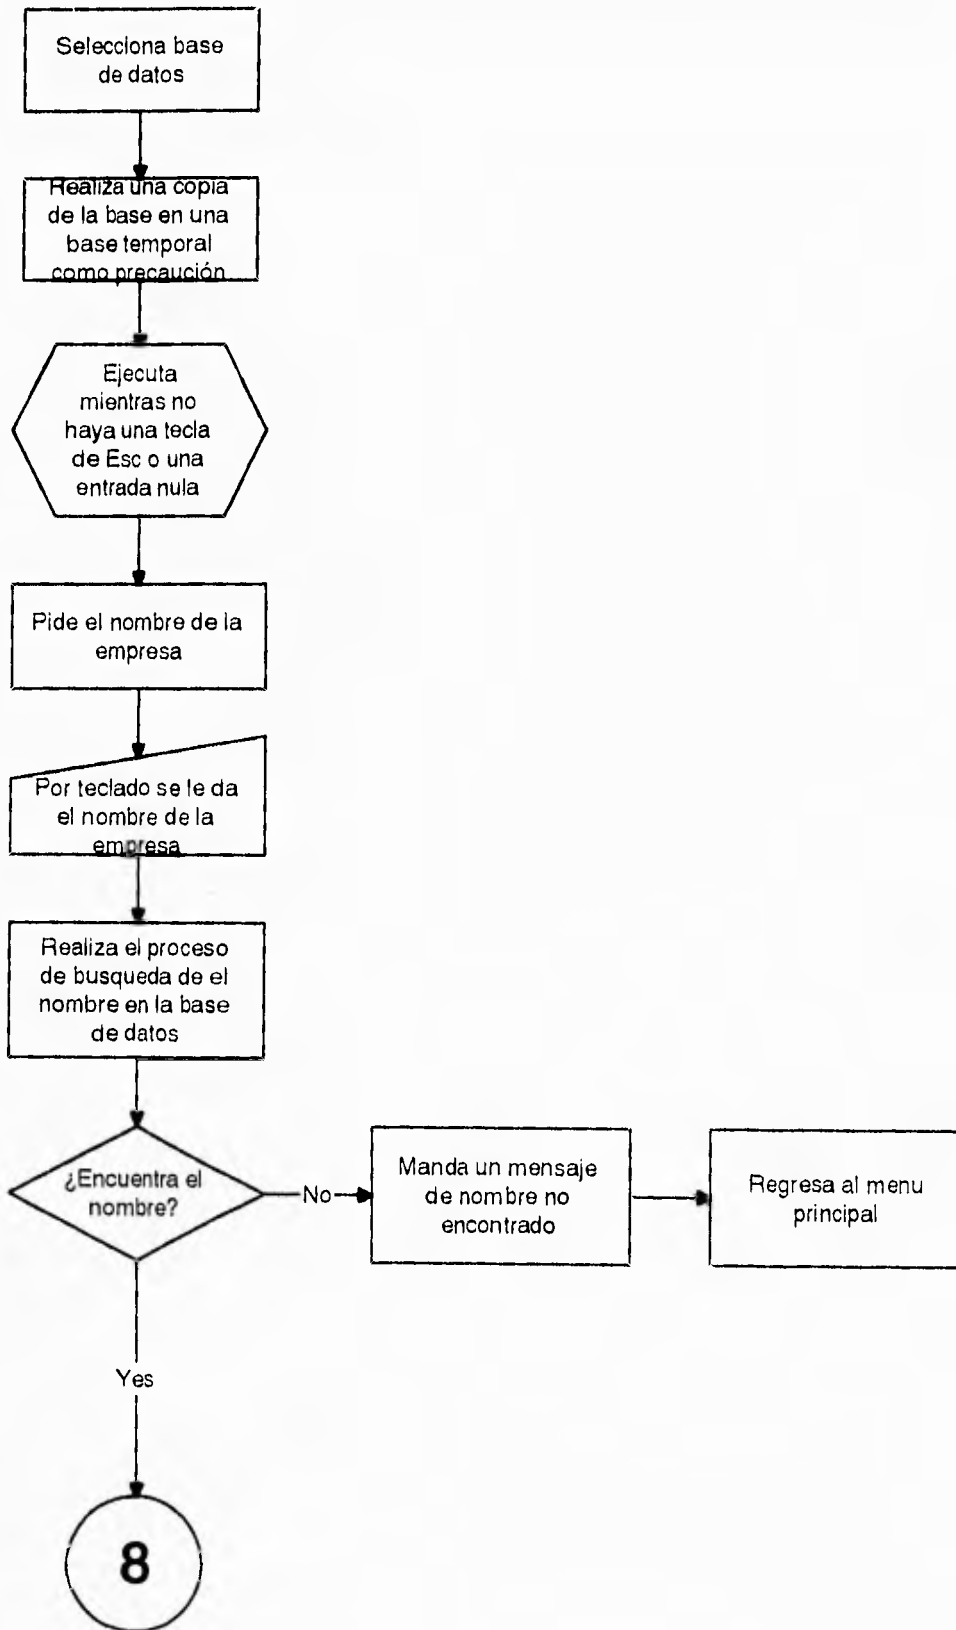 Selecciona base
de datos
Realiza una copia
de la base en una
base temporal
como precaución
Ejecuta
mientras no
haya una tecla
de Esc o una
entrada nula
Pide el nombre de la
empresa
Por teclado se le da
el nombre de la
empresa
Realiza el proceso
de busqueda de el
nombre en la base
de datos
¿Encuentra el
nombre?
No
Manda un mensaje
de nombre no
encontrado
Regresa al menu
principal
Yes
8